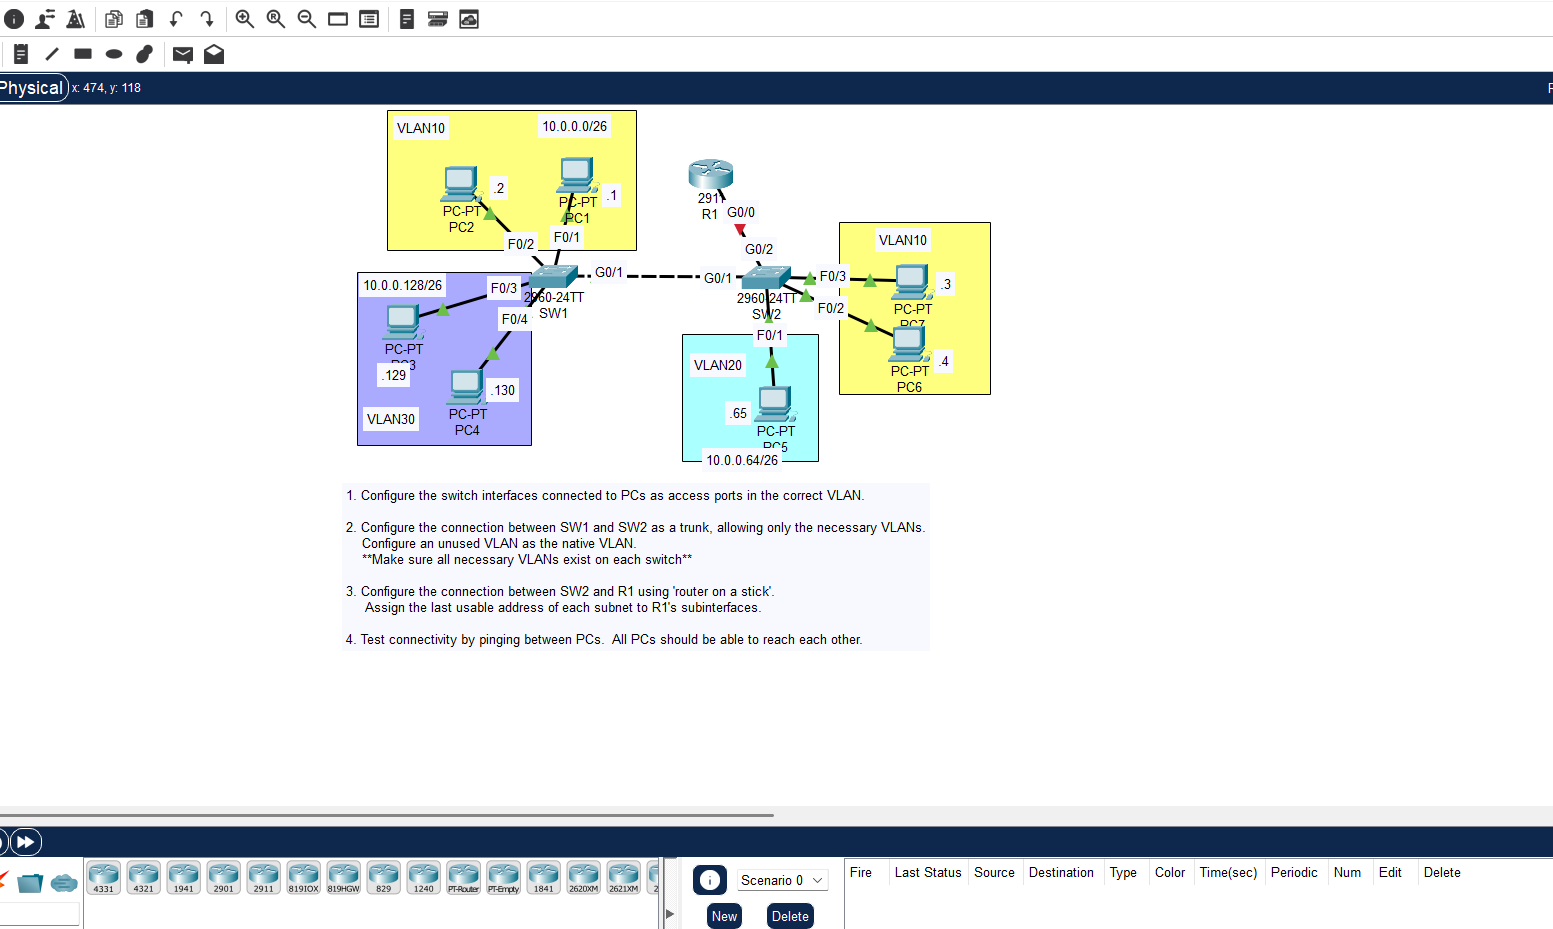 Physical
x: 474, y: 118
VLAN10
10.0.0.0/26
.2
.1
PC-PT
PC2
PC-PT
PC1
F0/2
F0/1
R1
G0/0
G0/2
VLAN10
10.0.0.128/26
F0/3
F0/4
2960-24TT
SW1
G0/1
G0/1
2960-24TT
SW2
F0/3
F0/2
F0/1
PC-PT
.3
PC-PT
PC6
.4
PC-PT
.129
.130
PC-PT
PC4
VLAN30
VLAN20
.65
PC-PT
10.0.0.64/26
1. Configure the switch interfaces connected to PCs as access ports in the correct VLAN.
2. Configure the connection between SW1 and SW2 as a trunk, allowing only the necessary VLANs.
Configure an unused VLAN as the native VLAN.
**Make sure all necessary VLANs exist on each switch**
3. Configure the connection between SW2 and R1 using 'router on a stick'.
Assign the last usable address of each subnet to R1's subinterfaces.
4. Test connectivity by pinging between PCs.  All PCs should be able to reach each other.
4331 4321 1941 2901 2911 819IOX 819HGW 829 1240 PT-Router PT-Empty 1841 2620XM 2621XM
Scenario 0
New
Delete
Fire Last Status Source Destination Type Color Time(sec) Periodic Num Edit Delete